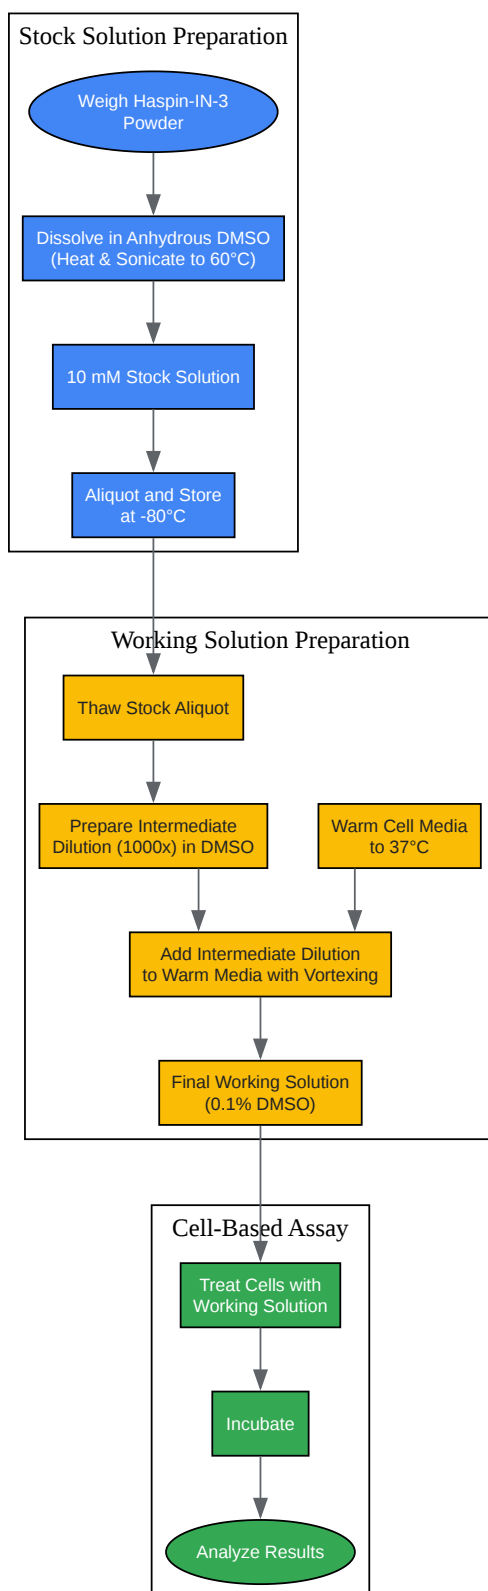 Stock Solution Preparation
Weigh Haspin-IN-3
Powder
Dissolve in Anhydrous DMSO
(Heat & Sonicate to 60°C)
10 mM Stock Solution
Aliquot and Store
at -80°C
Working Solution Preparation
Thaw Stock Aliquot
Prepare Intermediate
Dilution (1000x) in DMSO
Warm Cell Media
to 37°C
Add Intermediate Dilution
to Warm Media with Vortexing
Final Working Solution
(0.1% DMSO)
Cell-Based Assay
Treat Cells with
Working Solution
Incubate
Analyze Results